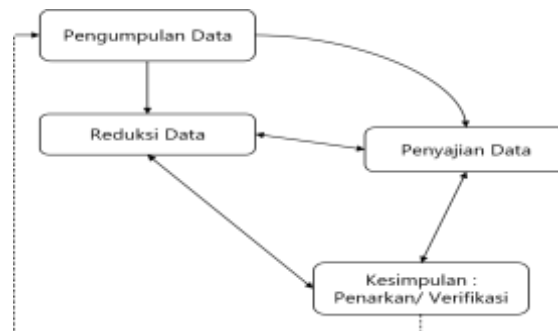 Pengumpulan Data
Reduksi Data
Penyajian Data
Kesimpulan :
Penarkan/ Verifikasi